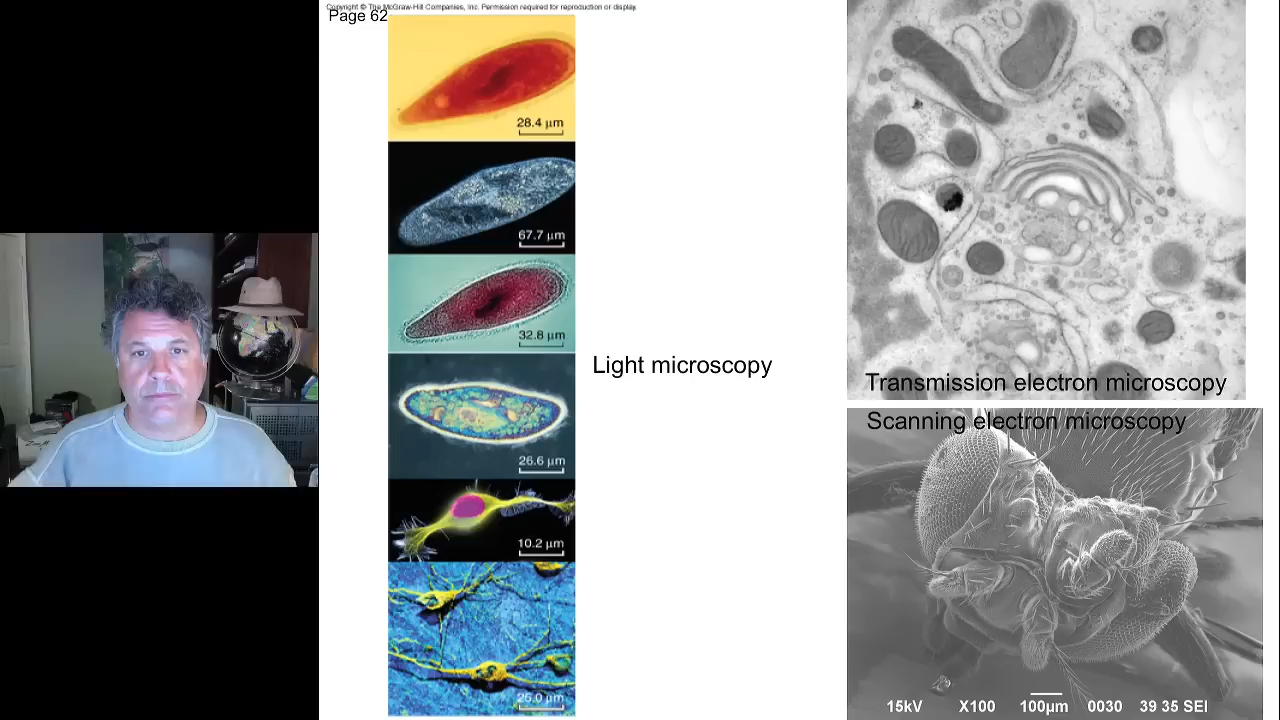 Copyright © The McGraw-Hill Companies, Inc. Permission required for reproduction or display.
Page 62
28.4 µm
67.7 µm
32.8 µm
26.6 µm
10.2 µm
25.0 µm
Light microscopy
Transmission electron microscopy
Scanning electron microscopy
15kV X100 100µm 0030 39 35 SEI